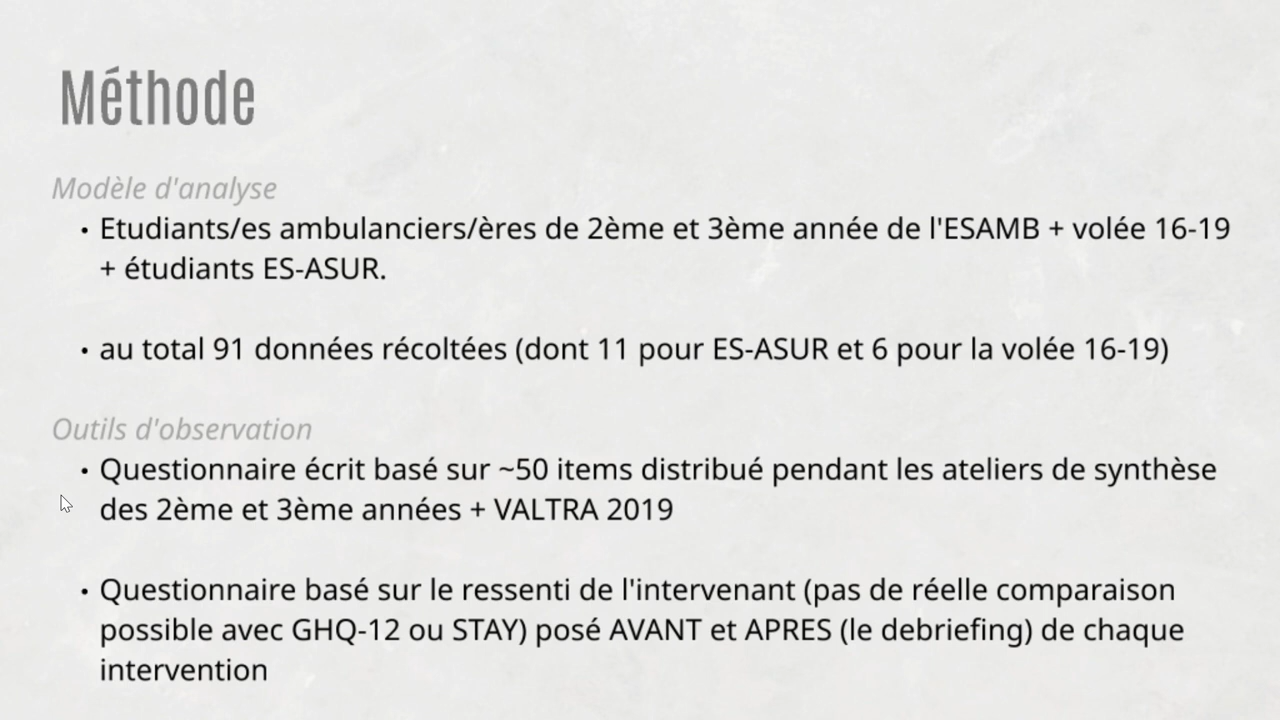 Méthode
Modèle d'analyse
• Etudiants/es ambulanciers/ères de 2ème et 3ème année de l'ESAMB + volée 16-19
+ étudiants ES-ASUR.
• au total 91 données récoltées (dont 11 pour ES-ASUR et 6 pour la volée 16-19)
Outils d'observation
• Questionnaire écrit basé sur ~50 items distribué pendant les ateliers de synthèse
des 2ème et 3ème années + VALTRA 2019
• Questionnaire basé sur le ressenti de l'intervenant (pas de réelle comparaison
possible avec GHQ-12 ou STAY) posé AVANT et APRES (le debriefing) de chaque
intervention